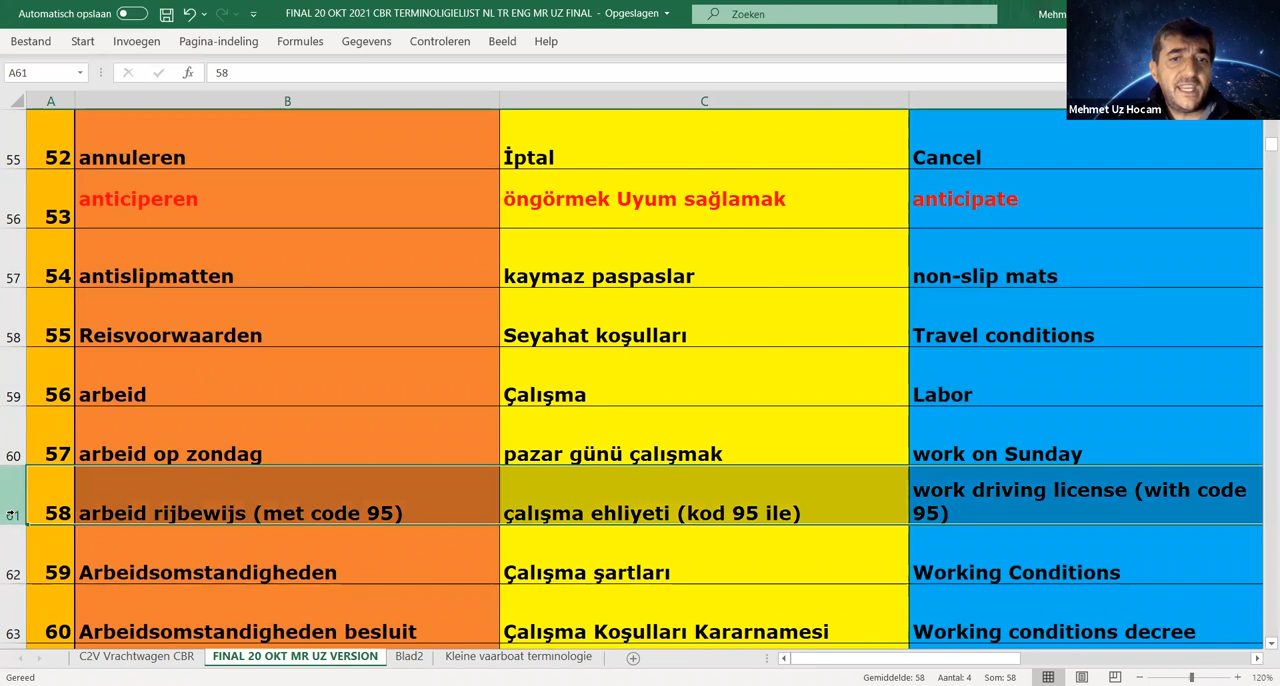 Automatisch opslaan
FINAL 20 OKT 2021 CBR TERMINOLIGIELIJST NL TR ENG MR UZ FINAL - Opgeslagen
Zoeken
Mehm
Bestand Start Invoegen Pagina-indeling Formules Gegevens Controleren Beeld Help
A61 fx 58
Mehmet Uz Hocam
A B C
55 52 annuleren İptal Cancel
56 53 anticiperen öngörmek Uyum sağlamak anticipate
57 54 antislipmatten kaymaz paspaslar non-slip mats
58 55 Reisvoorwaarden Seyahat koşulları Travel conditions
59 56 arbeid Çalışma Labor
60 57 arbeid op zondag pazar günü çalışmak work on Sunday
61 58 arbeid rijbewijs (met code 95) çalışma ehliyeti (kod 95 ile) work driving license (with code
95)
62 59 Arbeidsomstandigheden Çalışma şartları Working Conditions
63 60 Arbeidsomstandigheden besluit Çalışma Koşulları Kararnamesi Working conditions decree
C2V Vrachtwagen CBR FINAL 20 OKT MR UZ VERSION Blad2 Kleine vaarboat terminologie
Gereed Gemiddelde: 58 Aantal: 4 Som: 58 120%